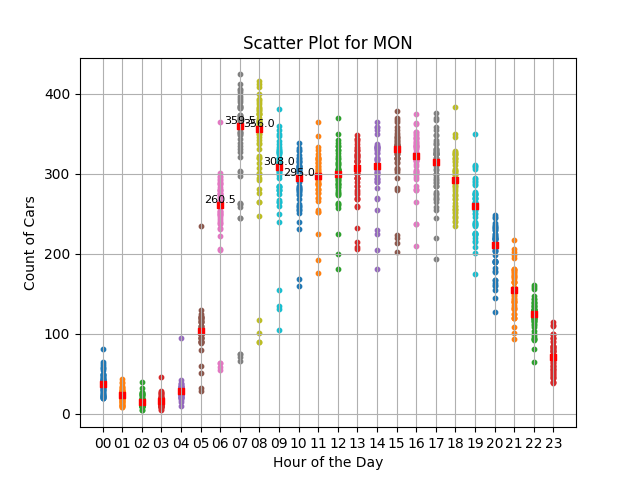 Scatter Plot for MON
Count of Cars
400
300
200
100
0
260.5
359.5
356.0
308.0
295.0
00 01 02 03 04 05 06 07 08 09 10 11 12 13 14 15 16 17 18 19 20 21 22 23
Hour of the Day